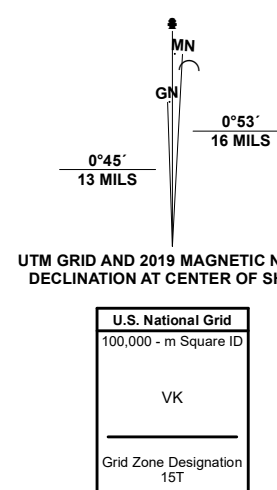 MN
GN
0°53´
16 MILS
0°45´
13 MILS
UTM GRID AND 2019 MAGNETIC N
DECLINATION AT CENTER OF SH
U.S. National Grid
100,000 - m Square ID
VK
Grid Zone Designation
15T